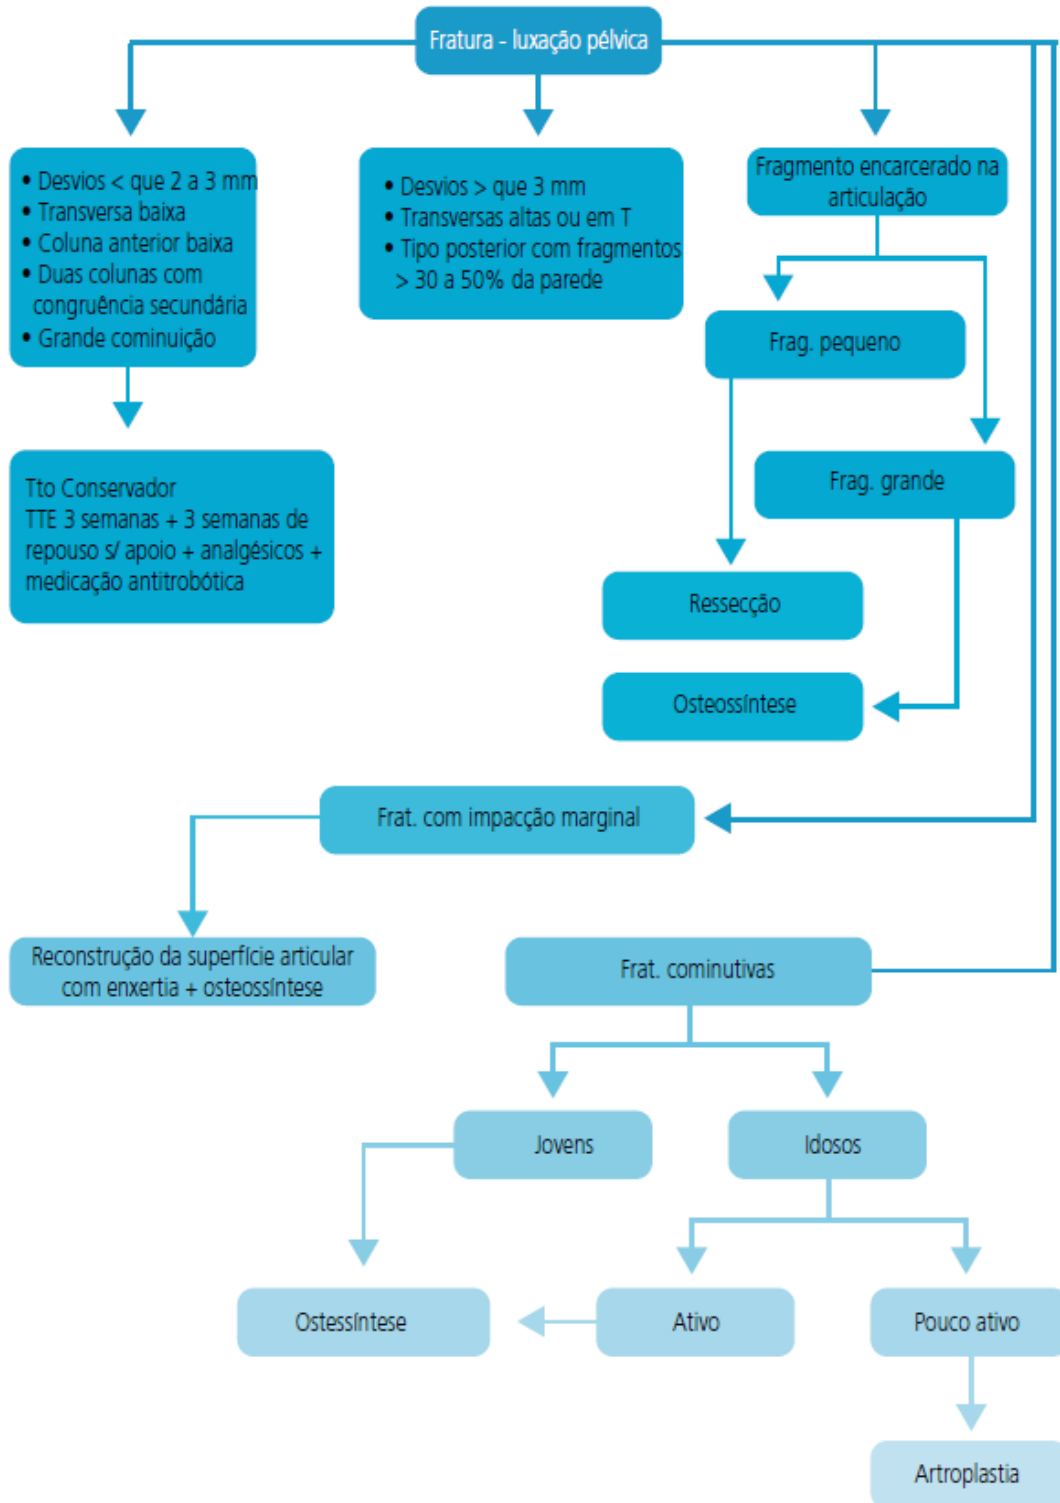 Fratura - luxação pélvica
• Desvios < que 2 a 3 mm
• Transversa baixa
• Coluna anterior baixa
• Duas colunas com
congruência secundária
• Grande cominuição
• Desvios > que 3 mm
• Transversas altas ou em T
• Tipo posterior com fragmentos
> 30 a 50% da parede
Fragmento encarcerado na
articulação
Frag. pequeno
Frag. grande
Tto Conservador
TTE 3 semanas + 3 semanas de
repouso s/ apoio + analgésicos +
medicação antitrobótica
Ressecção
Osteossíntese
Frat. com impacção marginal
Reconstrução da superfície articular
com enxertia + osteossíntese
Frat. cominutivas
Jovens
Idosos
Ostessíntese
Ativo
Pouco ativo
Artroplastia